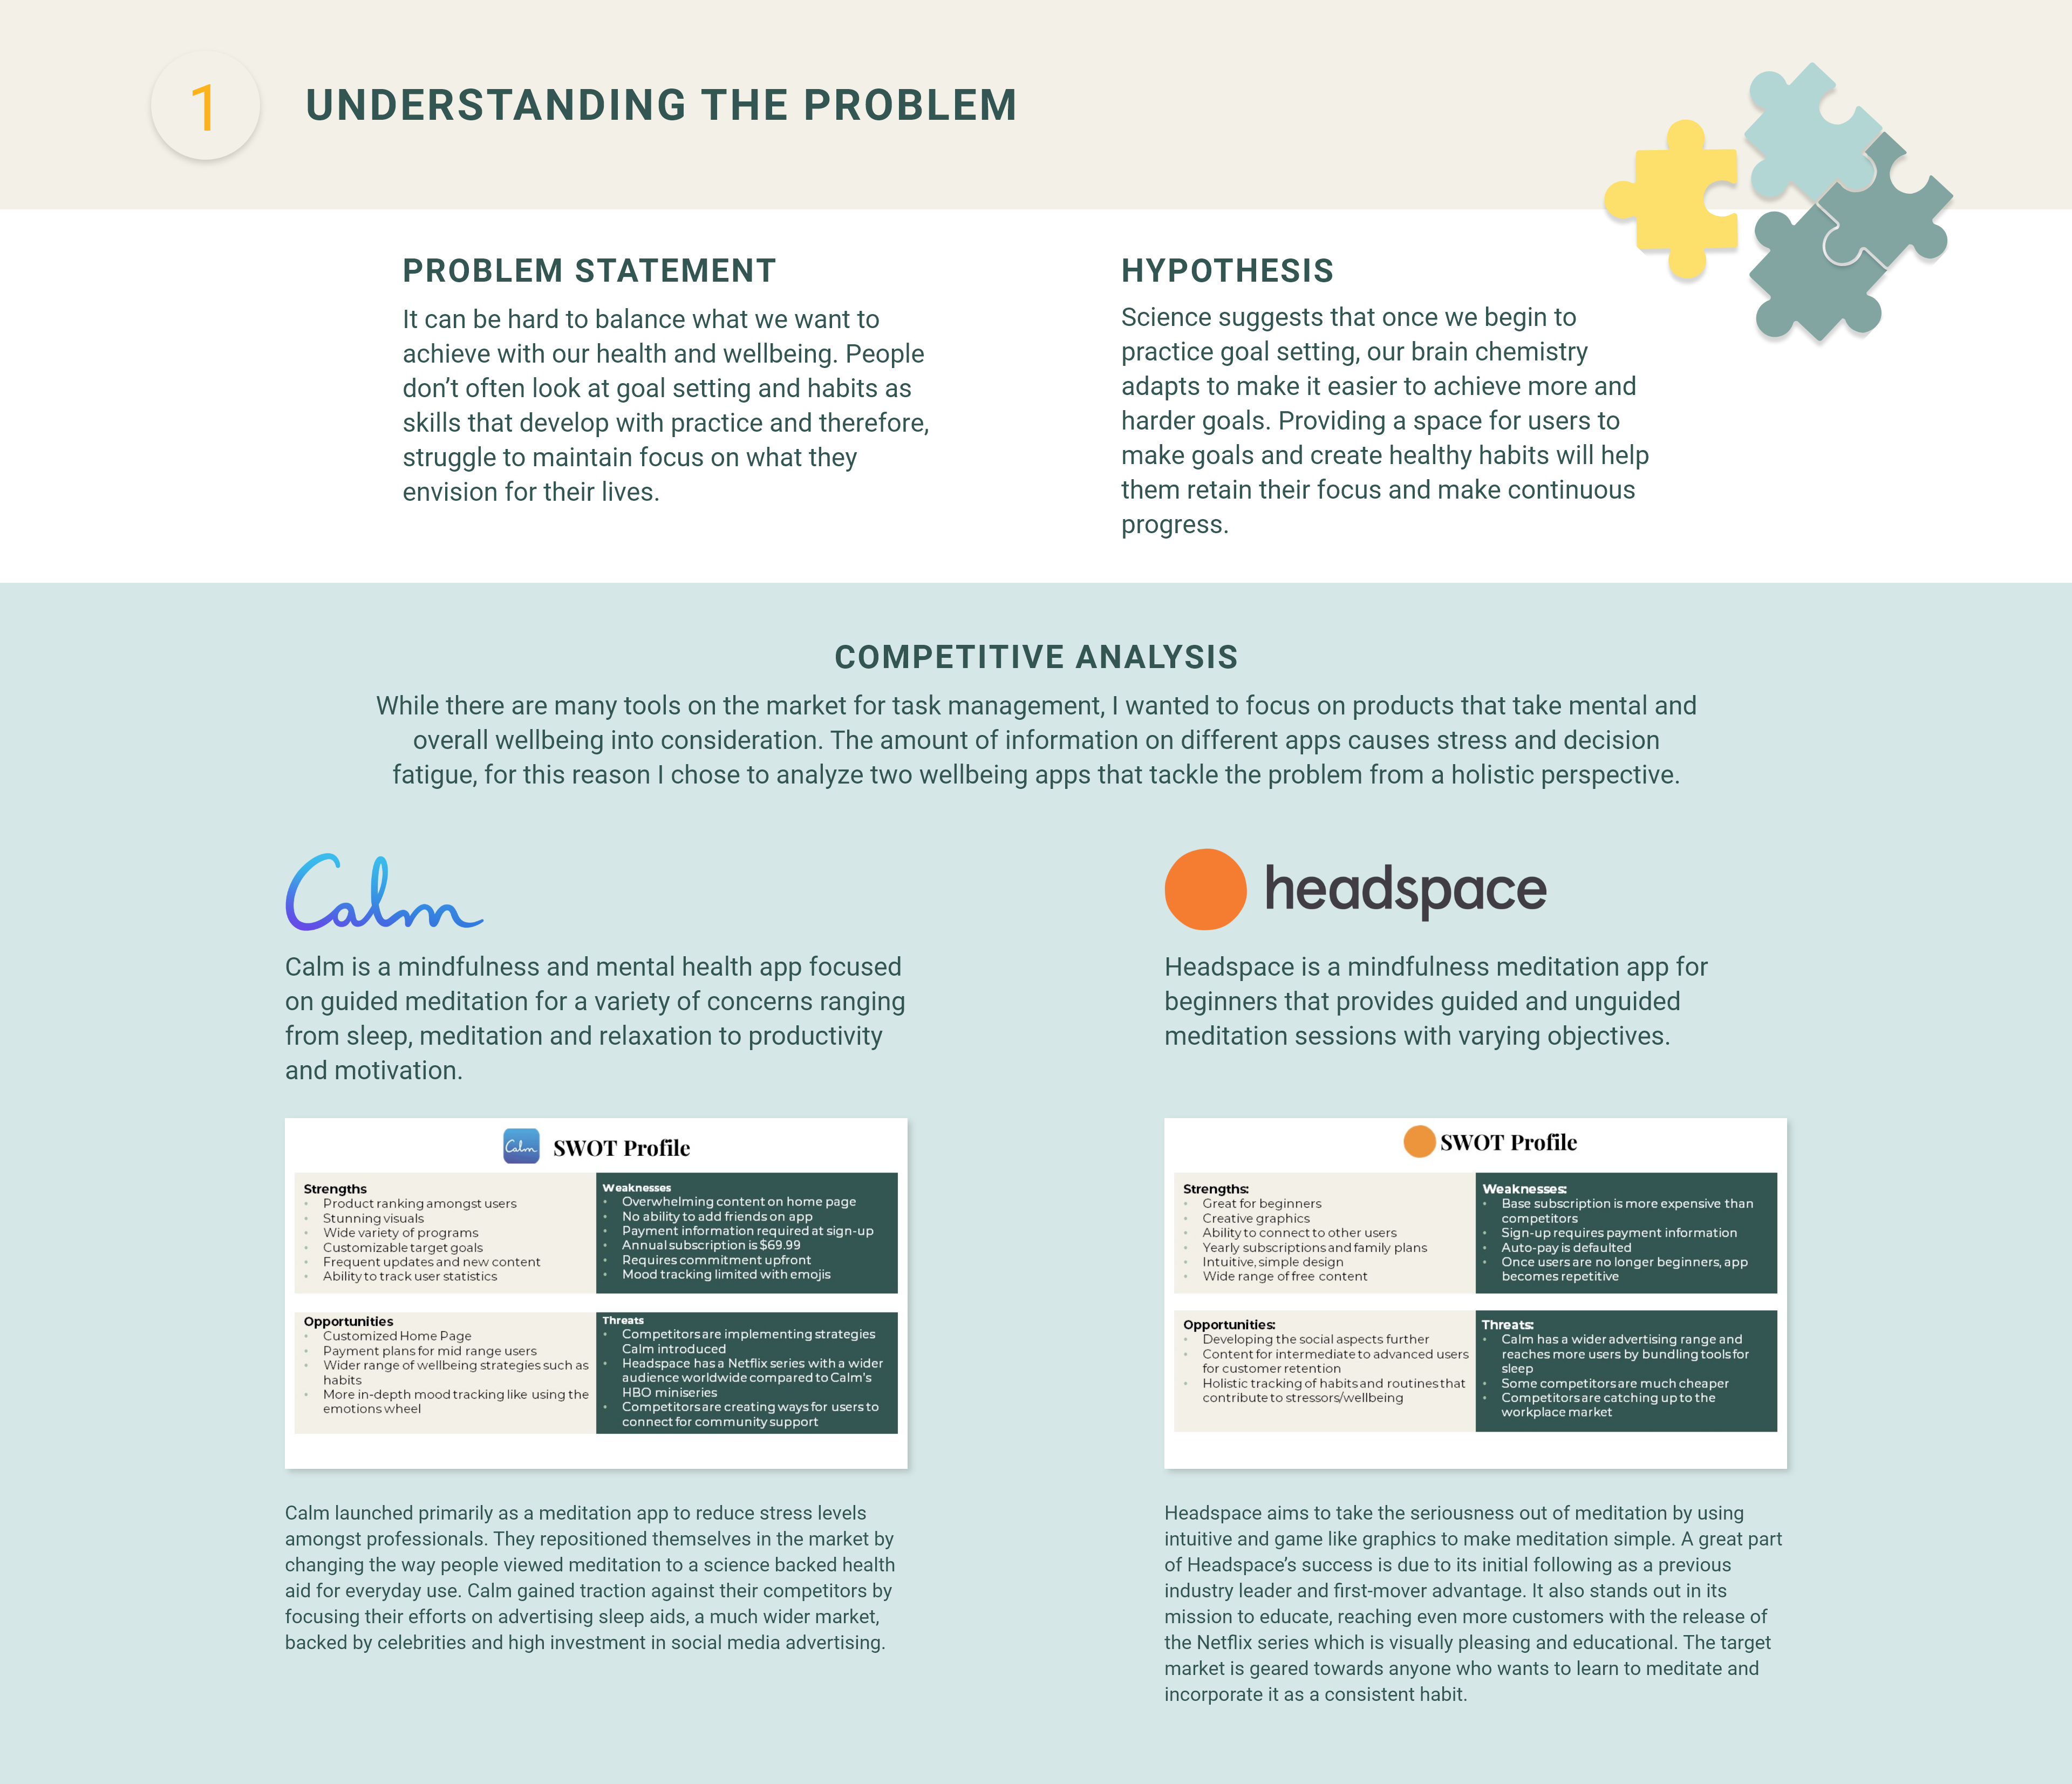 1
UNDERSTANDING THE PROBLEM
PROBLEM STATEMENT
It can be hard to balance what we want to
achieve with our health and wellbeing. People
don’t often look at goal setting and habits as
skills that develop with practice and therefore,
struggle to maintain focus on what they
envision for their lives.
HYPOTHESIS
Science suggests that once we begin to
practice goal setting, our brain chemistry
adapts to make it easier to achieve more and
harder goals. Providing a space for users to
make goals and create healthy habits will help
them retain their focus and make continuous
progress.
COMPETITIVE ANALYSIS
While there are many tools on the market for task management, I wanted to focus on products that take mental and
overall wellbeing into consideration. The amount of information on different apps causes stress and decision
fatigue, for this reason I chose to analyze two wellbeing apps that tackle the problem from a holistic perspective.
Calm
Calm is a mindfulness and mental health app focused
on guided meditation for a variety of concerns ranging
from sleep, meditation and relaxation to productivity
and motivation.
Calm SWOT Profile
Strengths
• Product ranking amongst users
• Stunning visuals
• Wide variety of programs
• Customizable target goals
• Frequent updates and new content
• Ability to track user statistics
Weaknesses
• Overwhelming content on home page
• No ability to add friends on app
• Payment information required at sign-up
• Annual subscription is $69.99
• Requires commitment upfront
• Mood tracking limited with emojis
Opportunities
• Customized Home Page
• Payment plans for mid range users
• Wider range of wellbeing strategies such as
habits
• More in-depth mood tracking like using the
emotions wheel
Threats
• Competitors are implementing strategies
Calm introduced
• Headspace has a Netflix series with a wider
audience worldwide compared to Calm's
HBO miniseries
• Competitors are creating ways for users to
connect for community support
Calm launched primarily as a meditation app to reduce stress levels
amongst professionals. They repositioned themselves in the market by
changing the way people viewed meditation to a science backed health
aid for everyday use. Calm gained traction against their competitors by
focusing their efforts on advertising sleep aids, a much wider market,
backed by celebrities and high investment in social media advertising.
headspace
Headspace is a mindfulness meditation app for
beginners that provides guided and unguided
meditation sessions with varying objectives.
SWOT Profile
Strengths:
• Great for beginners
• Creative graphics
• Ability to connect to other users
• Yearly subscriptions and family plans
• Intuitive, simple design
• Wide range of free content
Weaknesses:
• Base subscription is more expensive than
competitors
• Sign-up requires payment information
• Auto-pay is defaulted
• Once users are no longer beginners, app
becomes repetitive
Opportunities:
• Developing the social aspects further
• Content for intermediate to advanced users
for customer retention
• Holistic tracking of habits and routines that
contribute to stressors/wellbeing
Threats:
• Calm has a wider advertising range and
reaches more users by bundling tools for
sleep
• Some competitors are much cheaper
• Competitors are catching up to the
workplace market
Headspace aims to take the seriousness out of meditation by using
intuitive and game like graphics to make meditation simple. A great part
of Headspace’s success is due to its initial following as a previous
industry leader and first-mover advantage. It also stands out in its
mission to educate, reaching even more customers with the release of
the Netflix series which is visually pleasing and educational. The target
market is geared towards anyone who wants to learn to meditate and
incorporate it as a consistent habit.